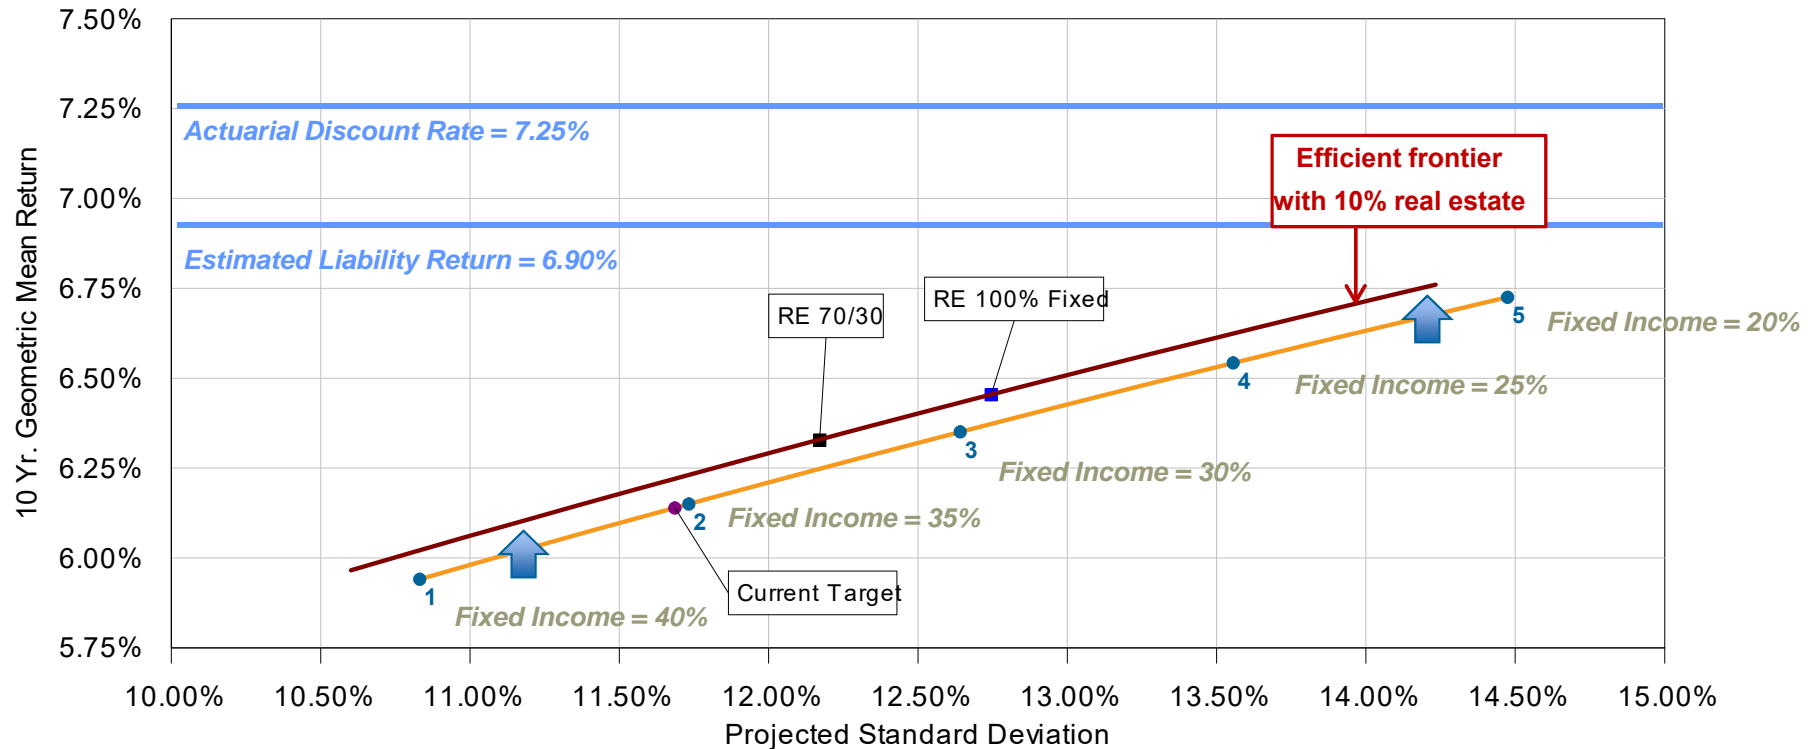 7.50%
7.25%
Actuarial Discount Rate = 7.25%
Efficient frontier
with 10% real estate
7.00%
Estimated Liability Return = 6.90%
6.75%
RE 100% Fixed
RE 70/30
5
Fixed Income = 20%
6.50%
4
Fixed Income = 25%
3
Fixed Income = 30%
6.25%
2
Fixed Income = 35%
6.00%
Current Target
1
Fixed Income = 40%
5.75%
10 Yr. Geometric Mean Return
10.00%
10.50%
11.00%
11.50%
12.00%
12.50%
13.00%
13.50%
14.00%
14.50%
15.00%
Projected Standard Deviation